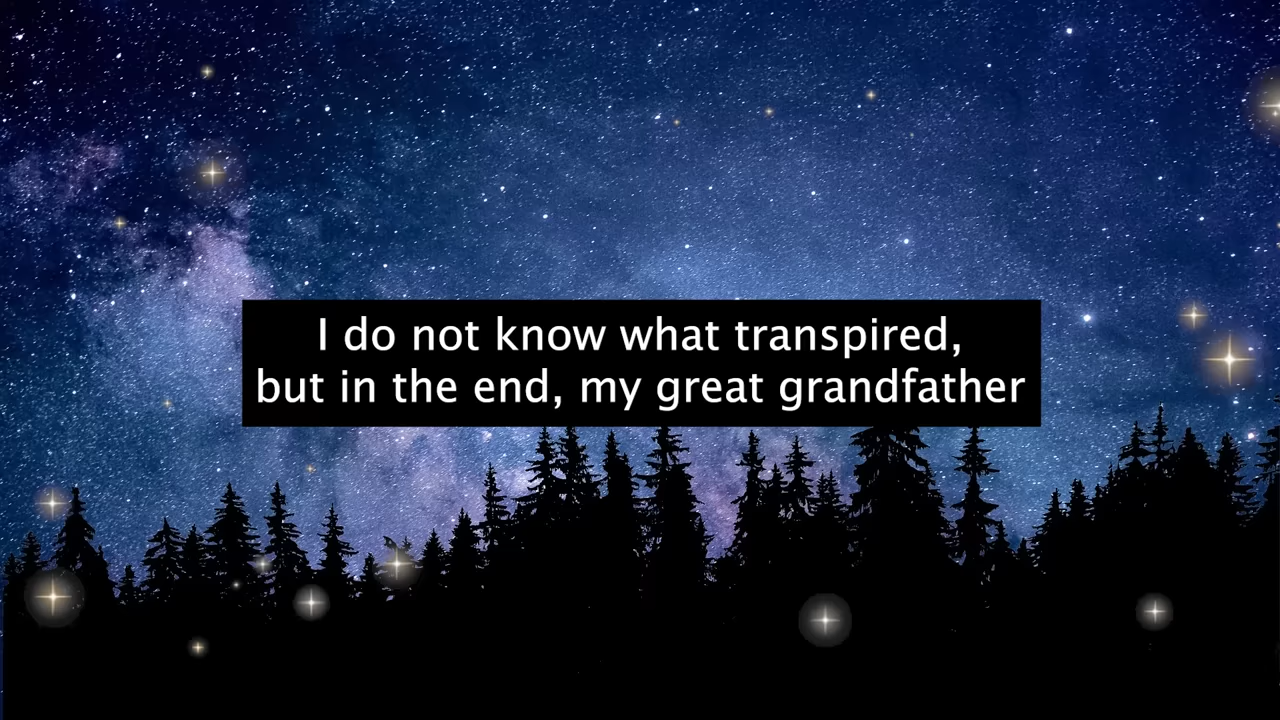 I do not know what transpired,
but in the end, my great grandfather